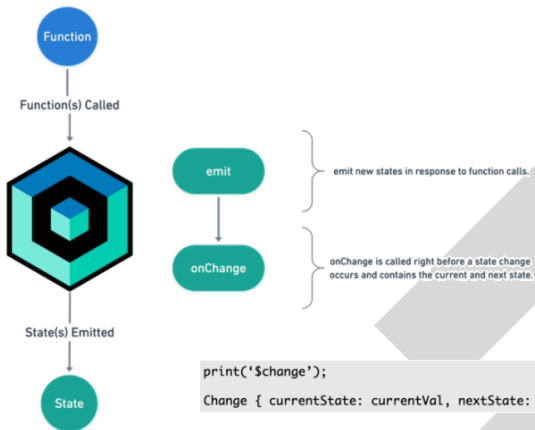 Function
Function(s) Called
emit
emit new states in response to function calls.
onChange
onChange is called right before a state change
occurs and contains the current and next state.
State(s) Emitted
State
print(‘$change’);
Change { currentState: currentVal, nextState: